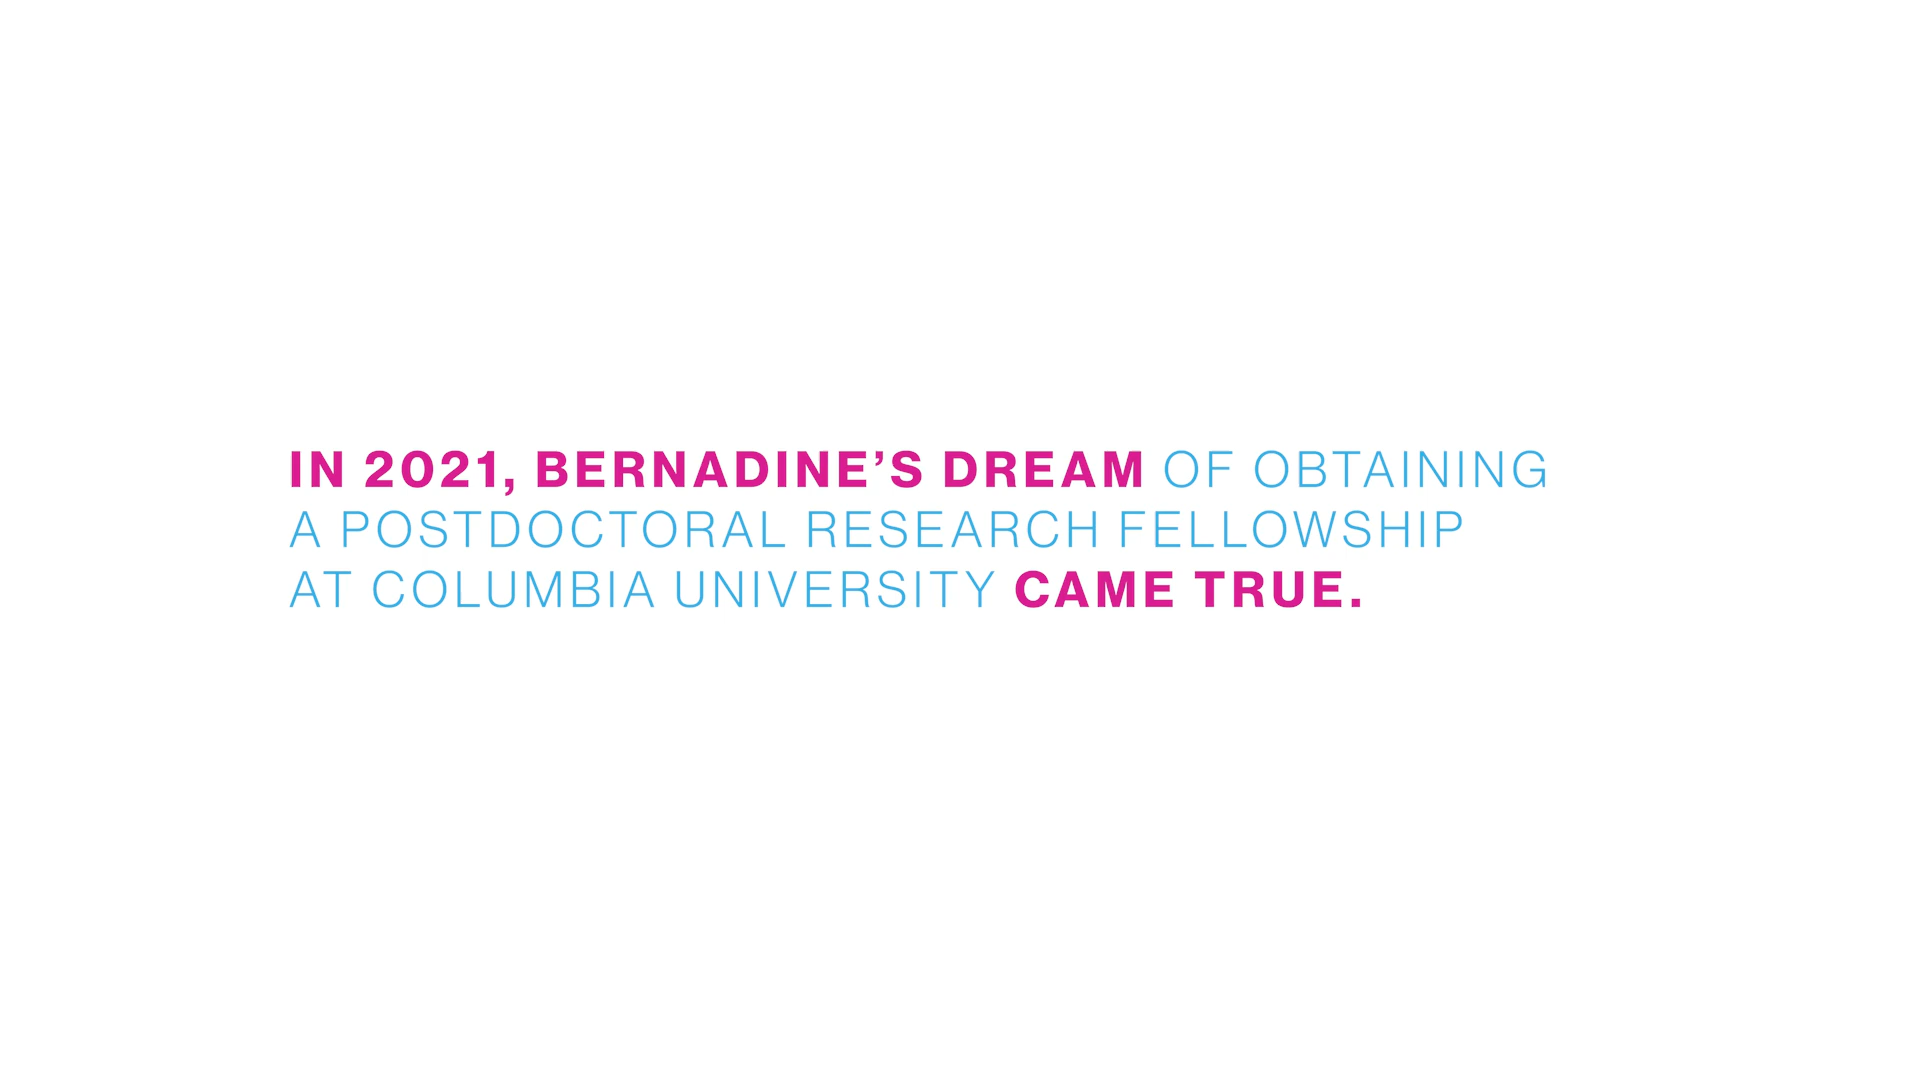 IN 2021, BERNADINE’S DREAM OF OBTAINING
A POSTDOCTORAL RESEARCH FELLOWSHIP
AT COLUMBIA UNIVERSITY CAME TRUE.